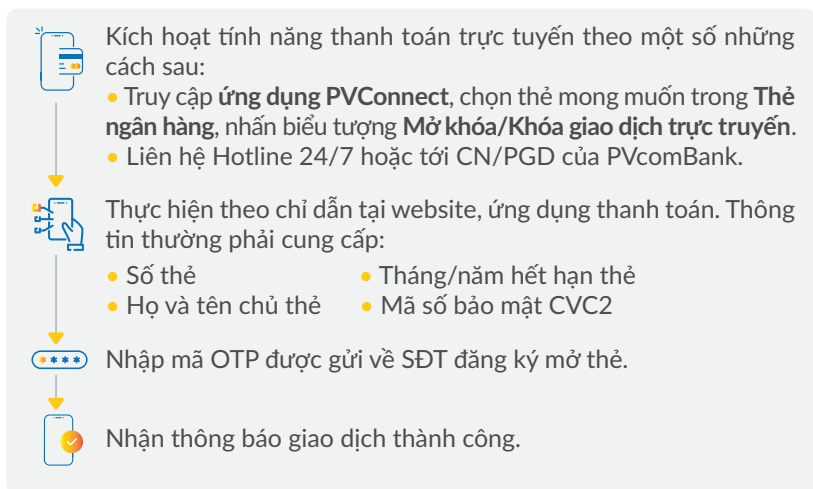 Kích hoạt tính năng thanh toán trực tuyến theo một số những
cách sau:
• Truy cập ứng dụng PVConnect, chọn thẻ mong muốn trong Thẻ
ngân hàng, nhấn biểu tượng Mở khóa/Khóa giao dịch trực truyến.
• Liên hệ Hotline 24/7 hoặc tới CN/PGD của PVcomBank.
Thực hiện theo chỉ dẫn tại website, ứng dụng thanh toán. Thông
tin thường phải cung cấp:
• Số thẻ • Tháng/năm hết hạn thẻ
• Họ và tên chủ thẻ • Mã số bảo mật CVC2
Nhập mã OTP được gửi về SĐT đăng ký mở thẻ.
Nhận thông báo giao dịch thành công.